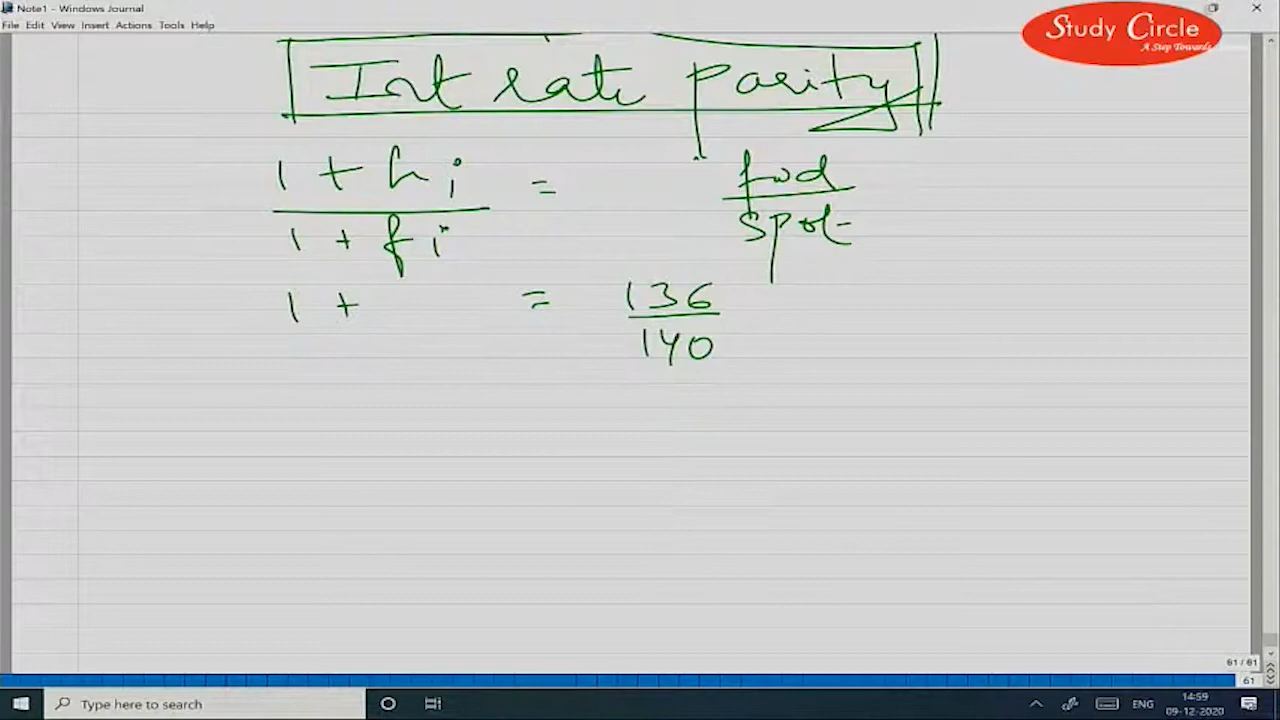 Note1 - Windows Journal
File Edit View Insert Actions Tools Help
Study Circle
A Step Towards
Int rate parity
1 + hi = fwd
1 + fi spot
1 + = 136
140
61 / 61
61
Type here to search
ENG
14:59
09-12-2020